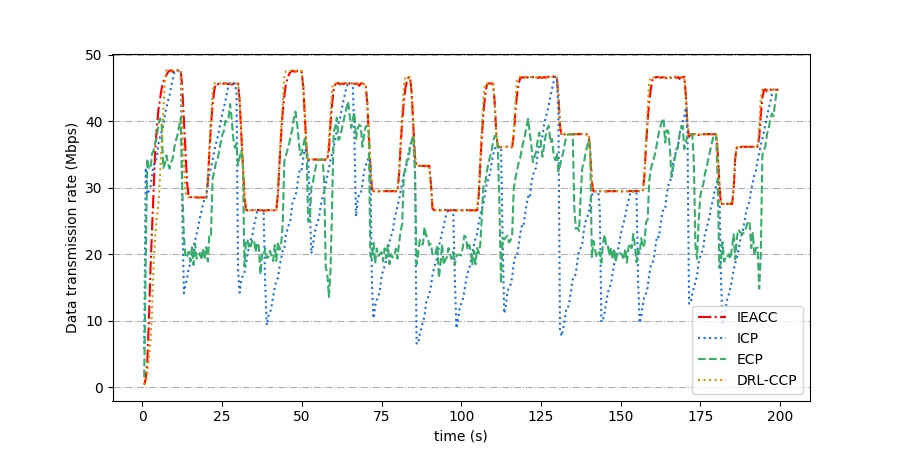 50
40
30
20
10
0
Data transmission rate (Mbps)
0 25 50 75 100 125 150 175 200
time (s)
IEACC
ICP
ECP
DRL-CCP